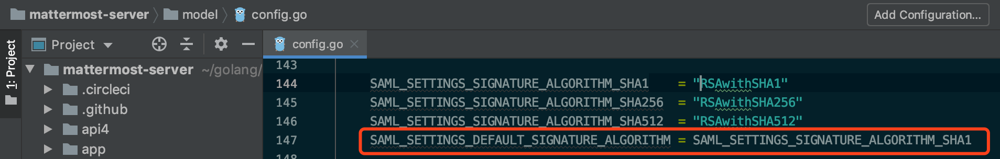 mattermost-server model config.go Add Configuration...
1: Project
Project
config.go
mattermost-server ~/golang/
.circleci
.github
api4
app
143
144 SAML_SETTINGS_SIGNATURE_ALGORITHM_SHA1 = "RSAwithSHA1"
145 SAML_SETTINGS_SIGNATURE_ALGORITHM_SHA256 = "RSAwithSHA256"
146 SAML_SETTINGS_SIGNATURE_ALGORITHM_SHA512 = "RSAwithSHA512"
147 SAML_SETTINGS_DEFAULT_SIGNATURE_ALGORITHM = SAML_SETTINGS_SIGNATURE_ALGORITHM_SHA1
148